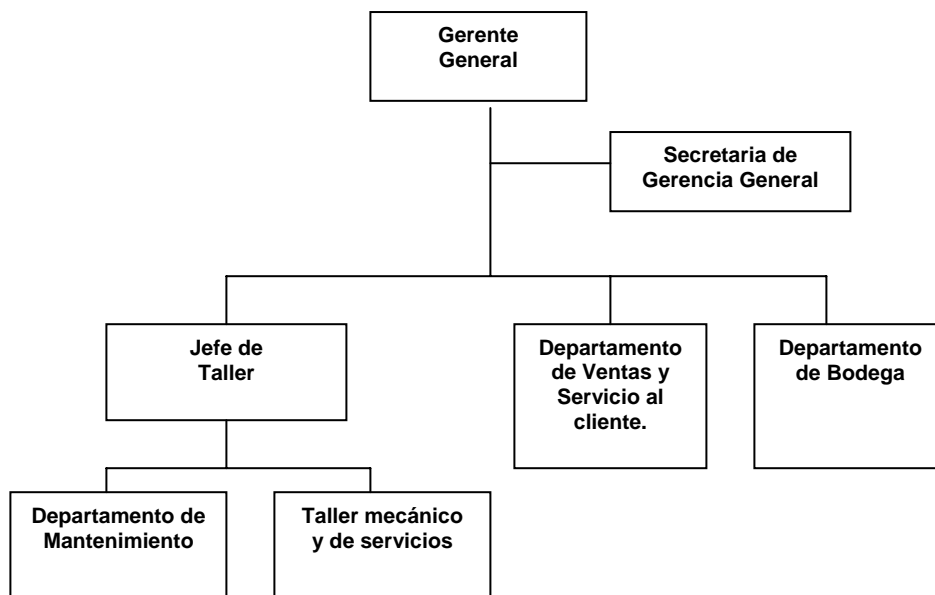 Gerente
General
Secretaria de
Gerencia General
Jefe de
Taller
Departamento
de Ventas y
Servicio al
cliente.
Departamento
de Bodega
Departamento de
Mantenimiento
Taller mecánico
y de servicios